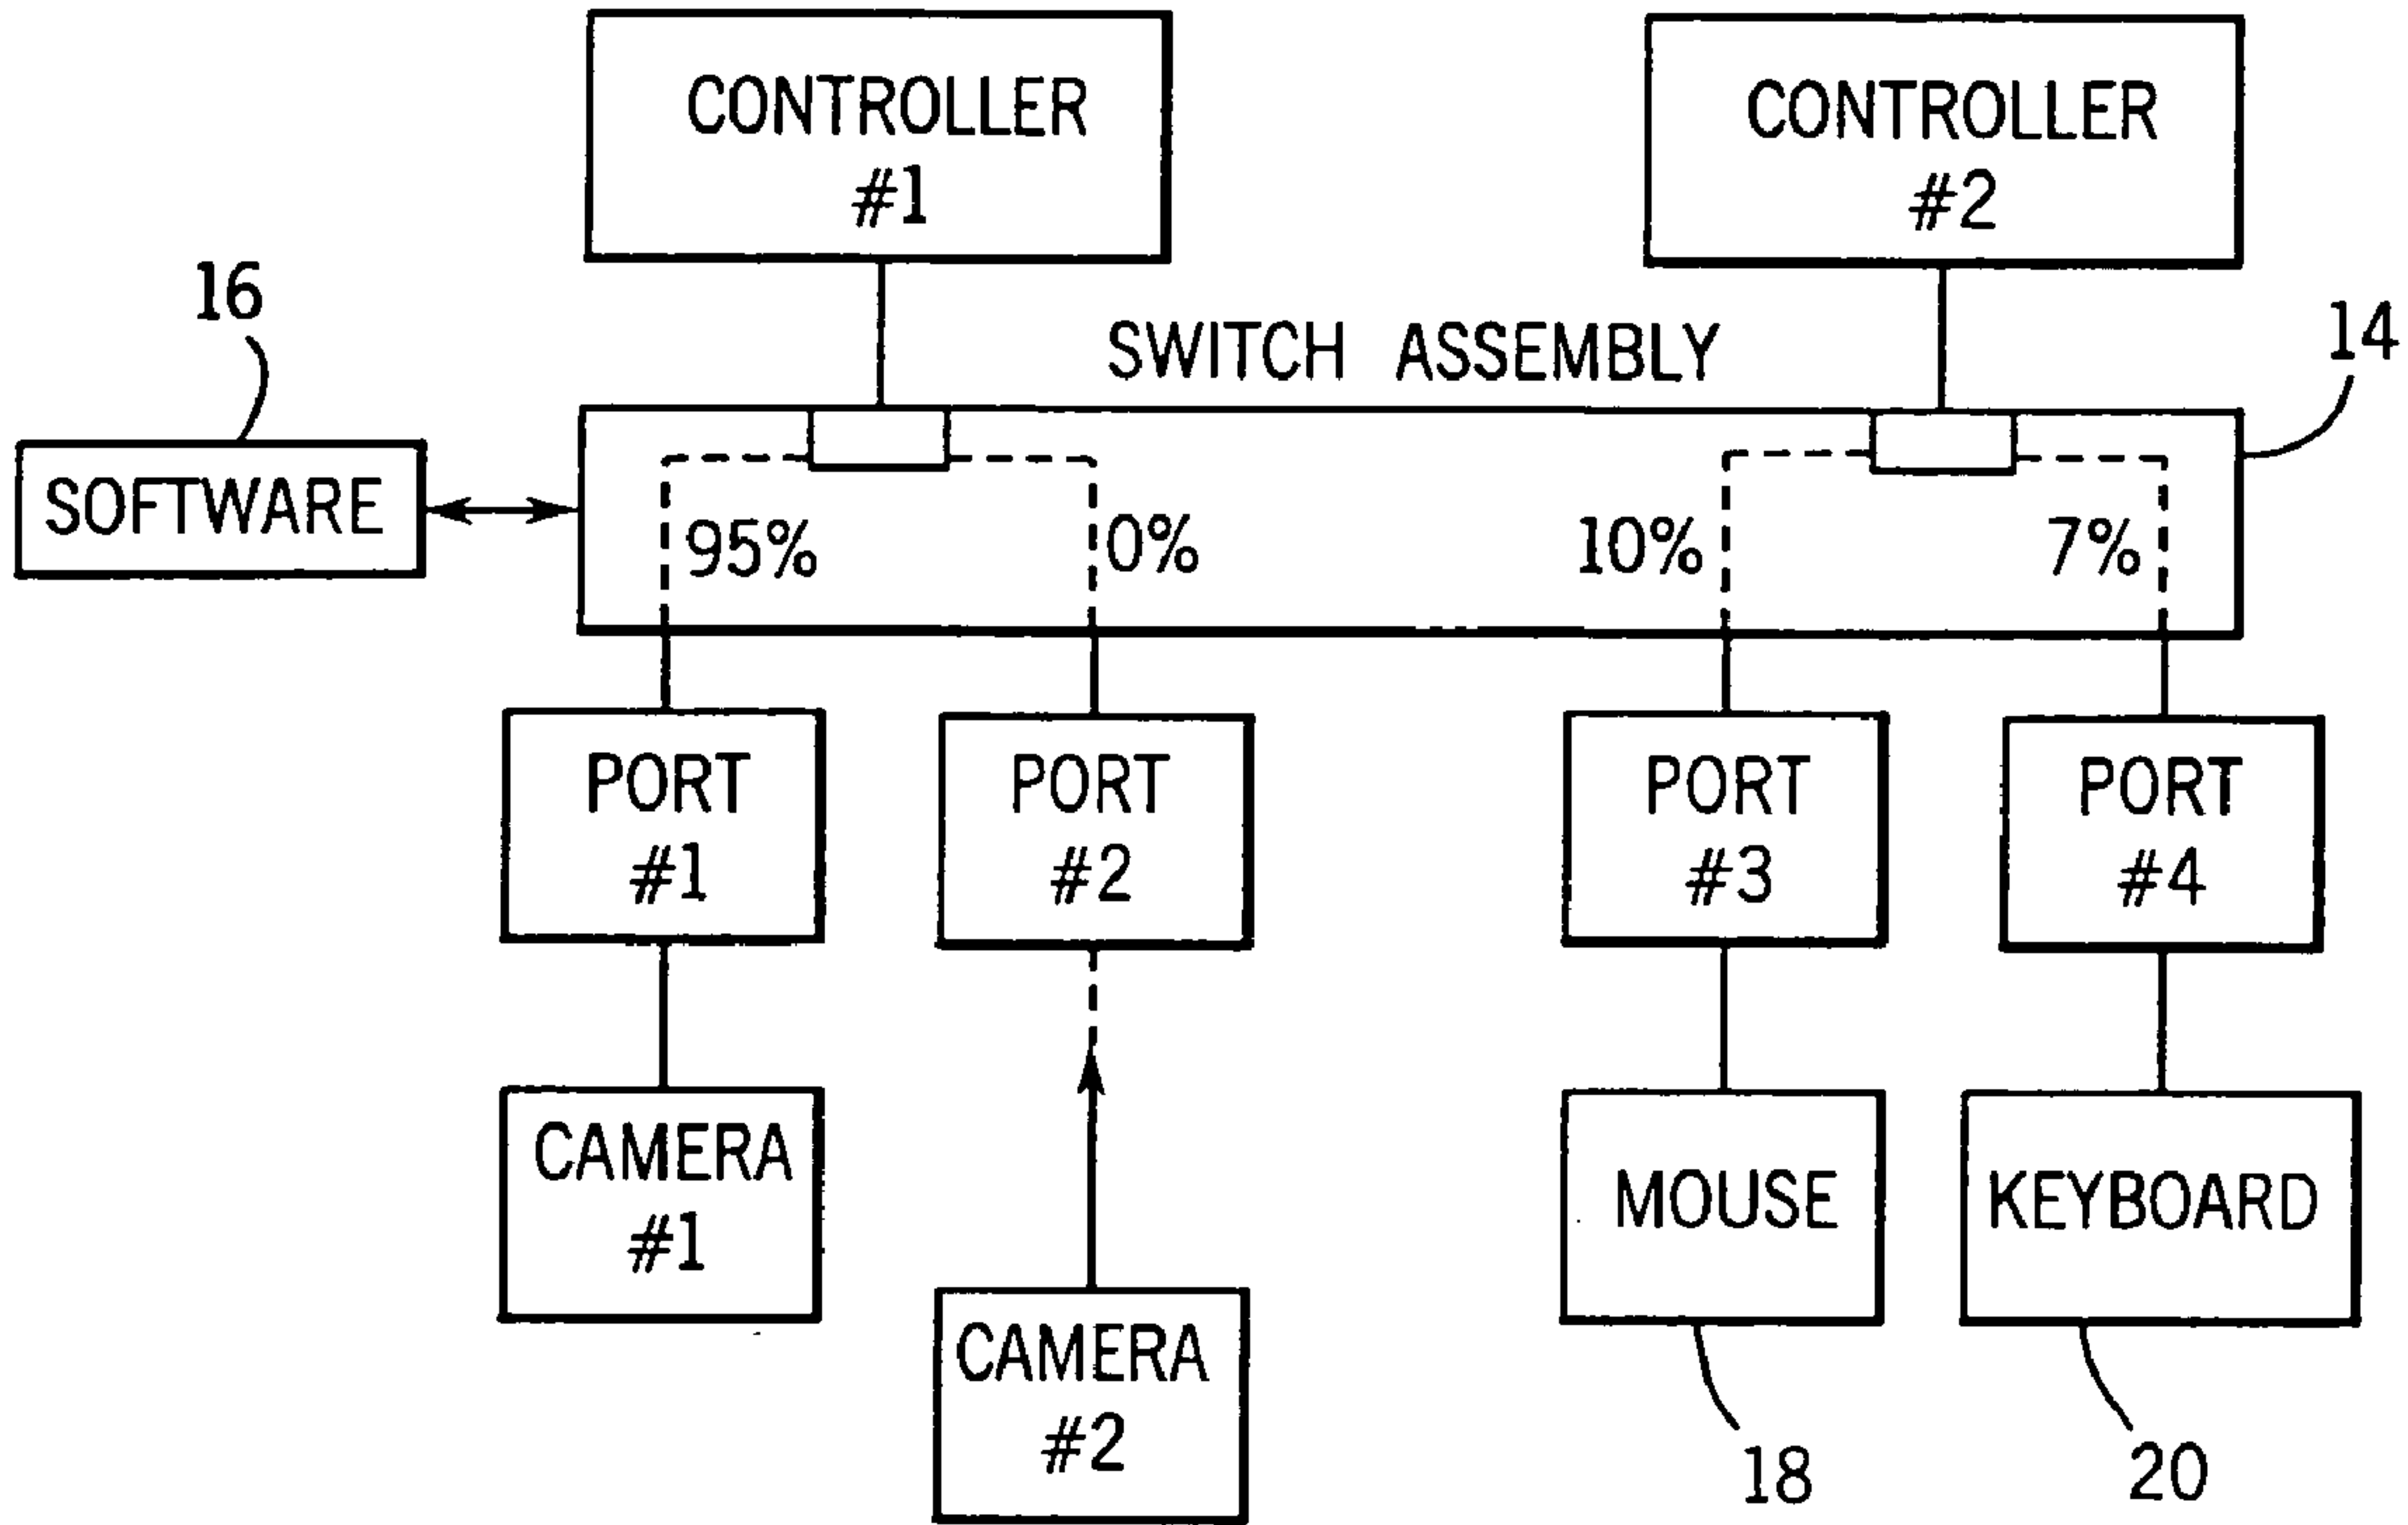 CONTROLLER
#1
CONTROLLER
#2
16
SWITCH ASSEMBLY
14
SOFTWARE
95%
0%
10%
7%
PORT
#1
PORT
#2
PORT
#3
PORT
#4
CAMERA
#1
CAMERA
#2
MOUSE
KEYBOARD
18
20